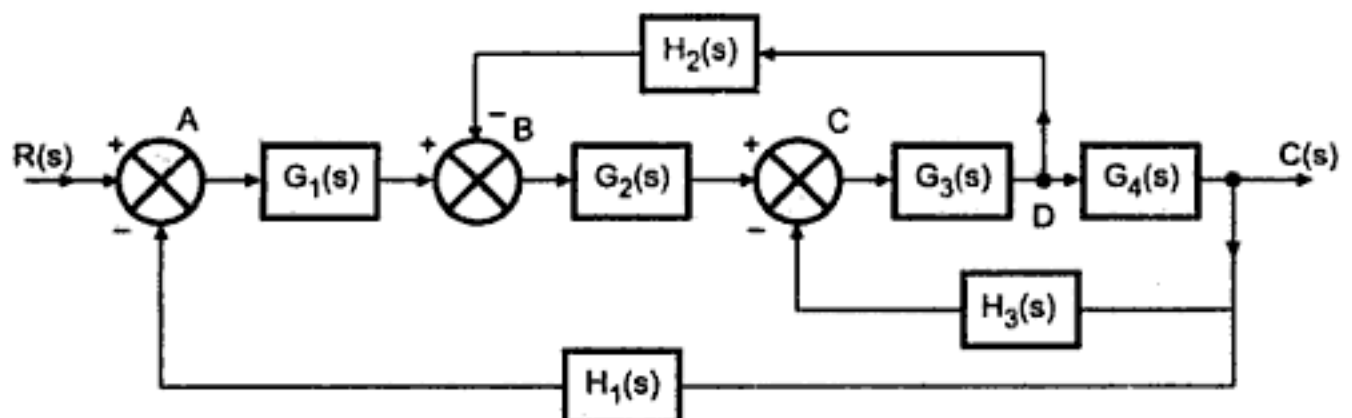 H2(s)
A
− B
C
R(s) + G1(s) + G2(s) + G3(s) G4(s) C(s)
− − D
H3(s)
H1(s)